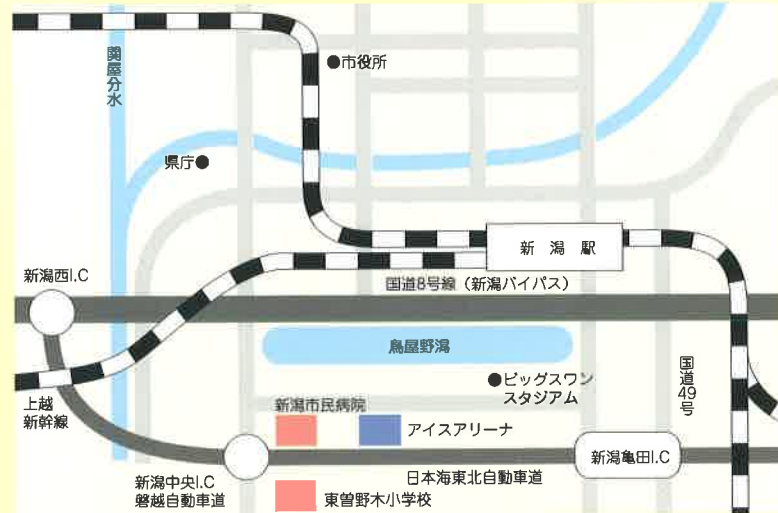 関屋分水
●市役所
県庁●
新潟駅
新潟西I.C
国道8号線（新潟バイパス）
鳥屋野潟
国道49号
●ビッグスワン
スタジアム
上越
新幹線
新潟市民病院
アイスアリーナ
新潟亀田I.C
日本海東北自動車道
新潟中央I.C
磐越自動車道
東曽野木小学校